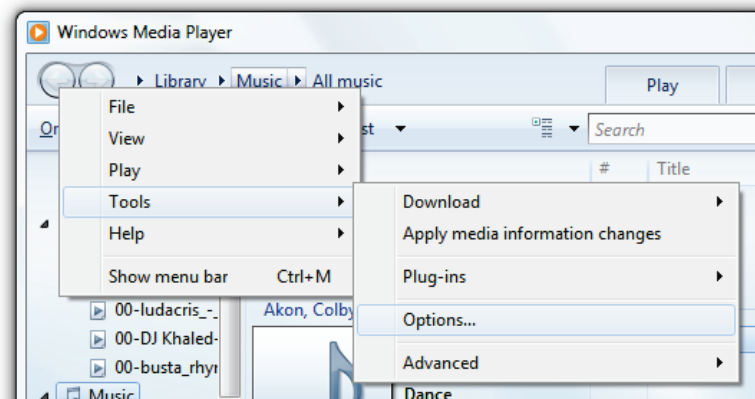 Windows Media Player
Library Music All music
Play
File
View
Play
Tools
Help
Show menu bar Ctrl+M
Search
# Title
Download
Apply media information changes
Plug-ins
Options...
Advanced
00-ludacris_-_
00-DJ Khaled-
00-busta_rhyr
Music
Akon, Colby
Dance